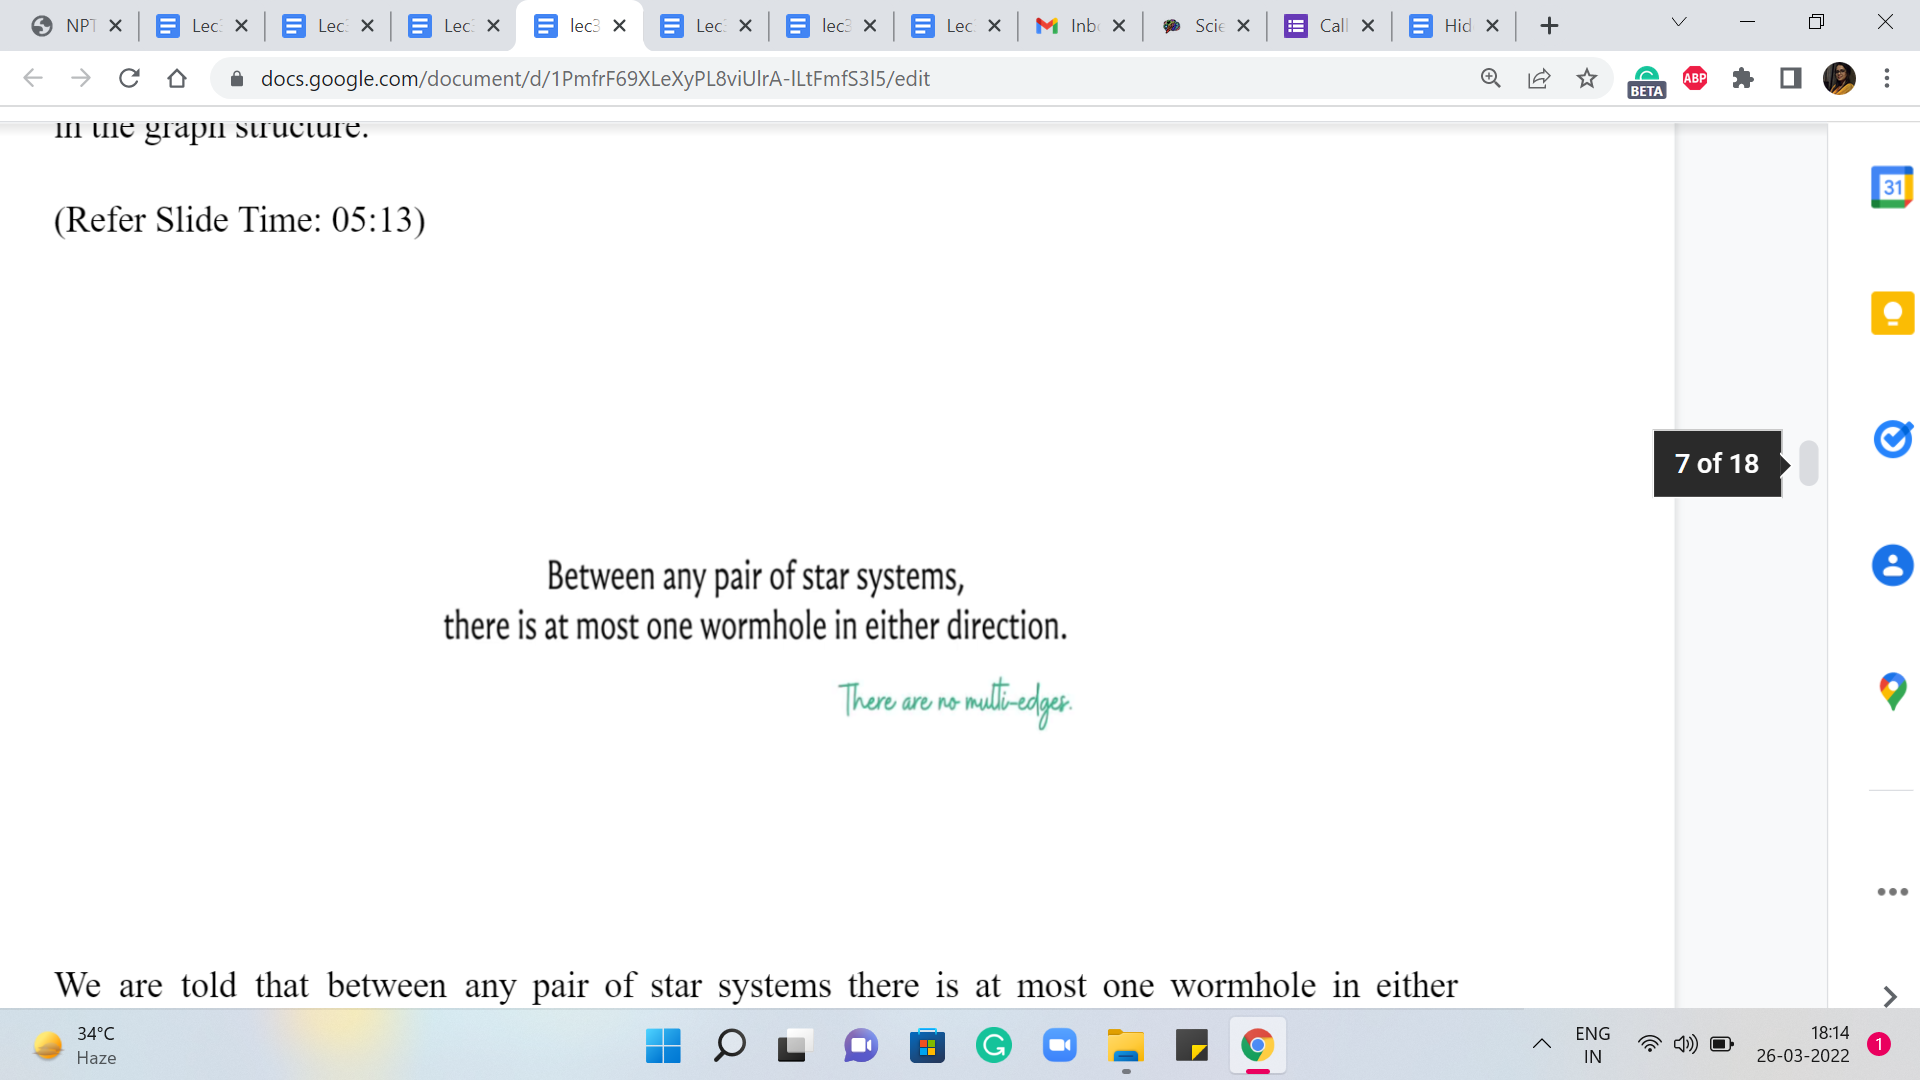 NPT
Lec
Lec
Lec
lec3
Lec
lec3
Lec
Inb
Scie
Call
Hid
docs.google.com/document/d/1PmfrF69XLeXyPL8viUlrA-lLtFmfS3l5/edit
BETA
ABP
in the graph structure.
(Refer Slide Time: 05:13)
31
7 of 18
Between any pair of star systems,
there is at most one wormhole in either direction.
There are no multi-edges.
We are told that between any pair of star systems there is at most one wormhole in either
34°C
Haze
ENG
IN
18:14
26-03-2022
1